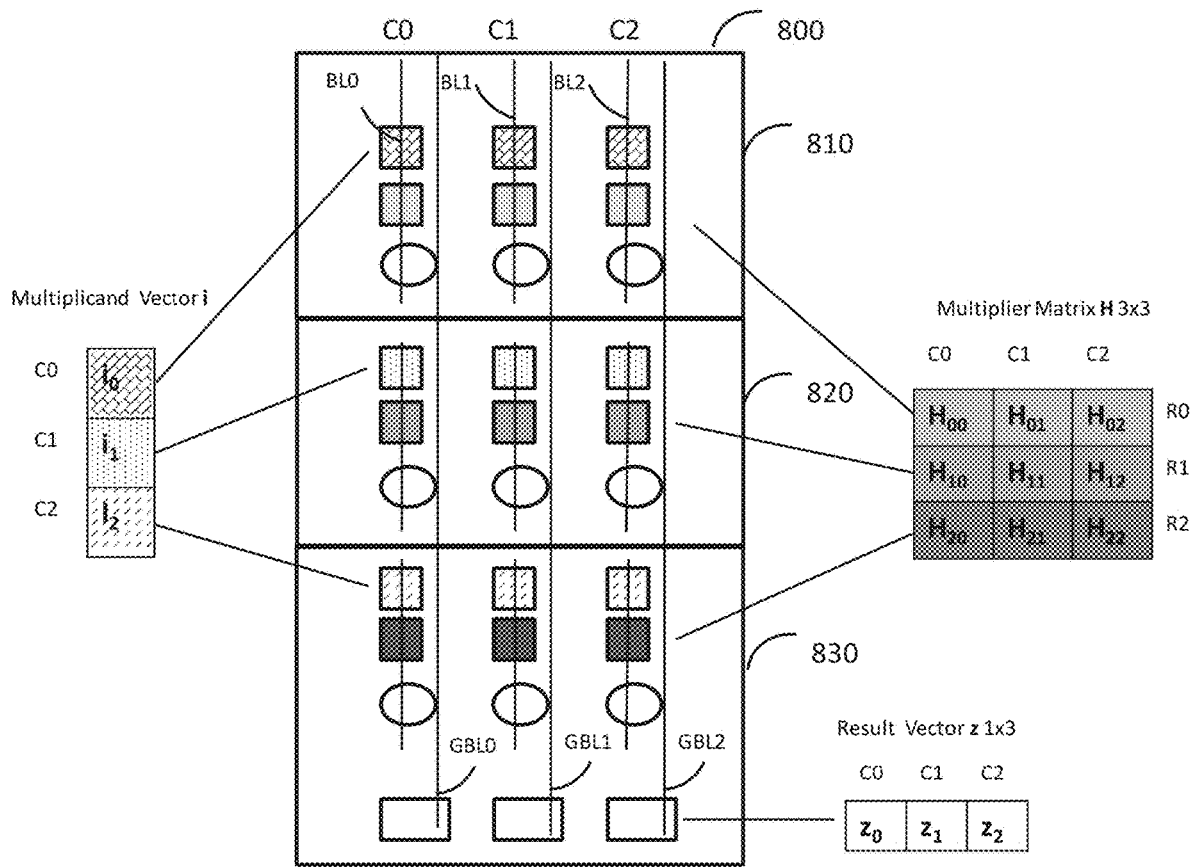 C0 C1 C2 800
BL0 BL1 BL2
810
Multiplicand Vector i
Multiplier Matrix H 3x3
C0 C1 C2
C0 i0
820
H00 H01 H02 R0
C1 i1
H10 H11 H12 R1
C2 i2
H20 H21 H22 R2
830
Result Vector z 1x3
GBL0 GBL1 GBL2
C0 C1 C2
z0 z1 z2